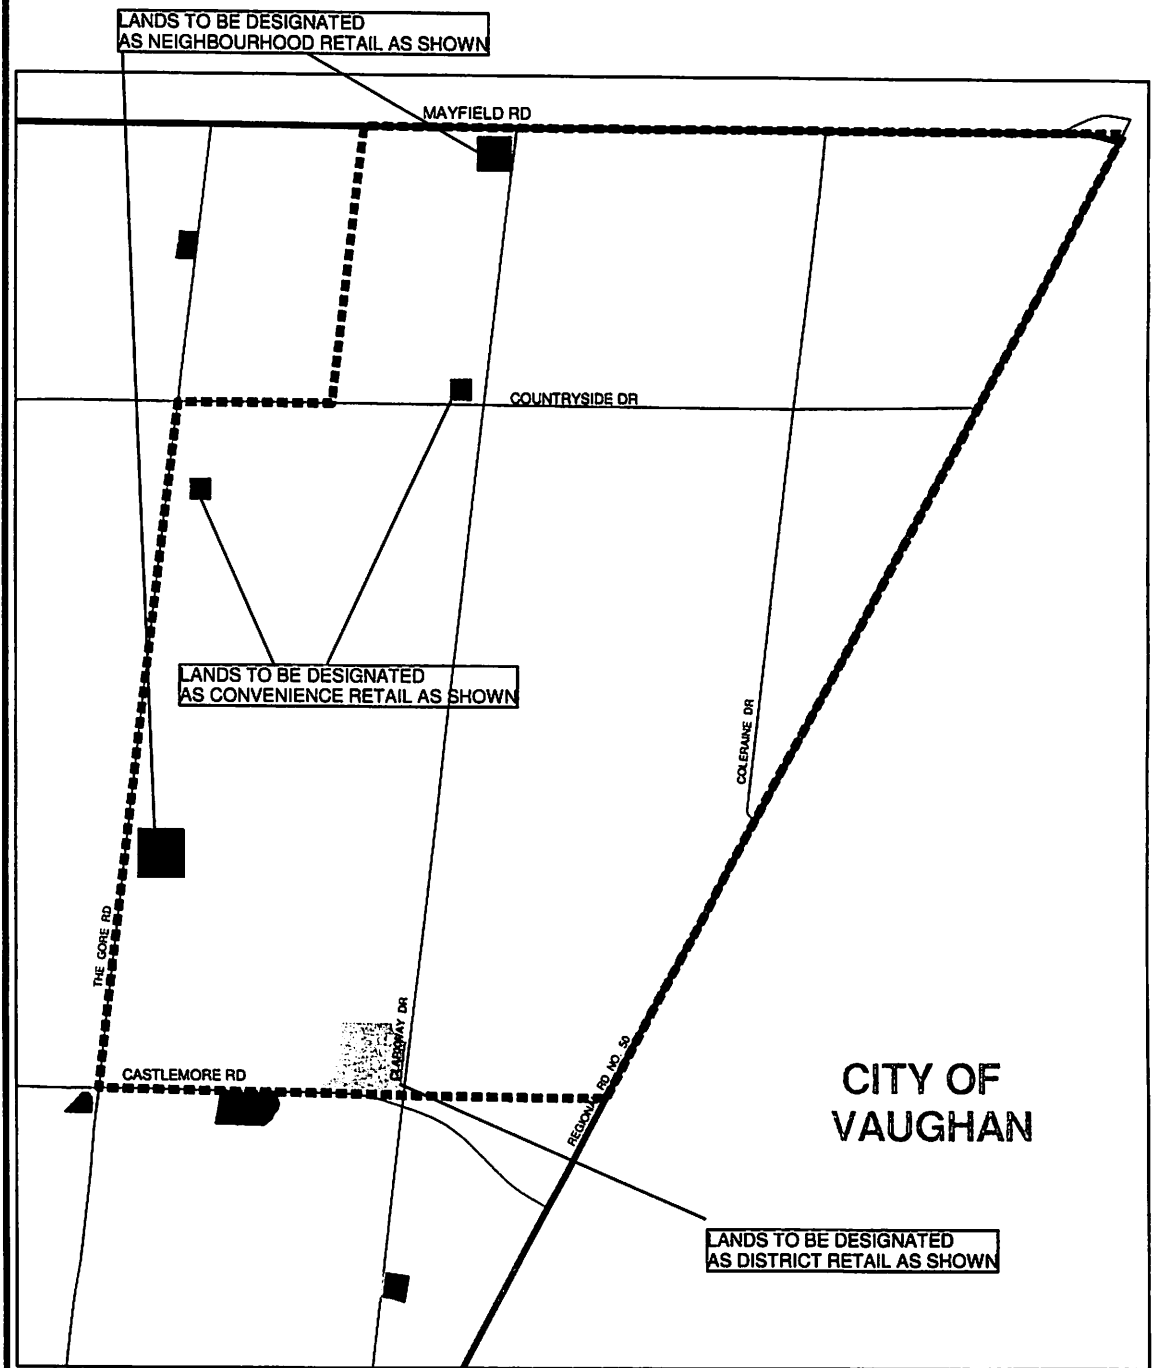 LANDS TO BE DESIGNATED
AS NEIGHBOURHOOD RETAIL AS SHOWN
MAYFIELD RD
COUNTRYSIDE DR
LANDS TO BE DESIGNATED
AS CONVENIENCE RETAIL AS SHOWN
COLERAINE DR
THE GORE RD
CLARKWAY DR
CASTLEMORE RD
REGIONAL RD NO. 50
CITY OF
VAUGHAN
LANDS TO BE DESIGNATED
AS DISTRICT RETAIL AS SHOWN